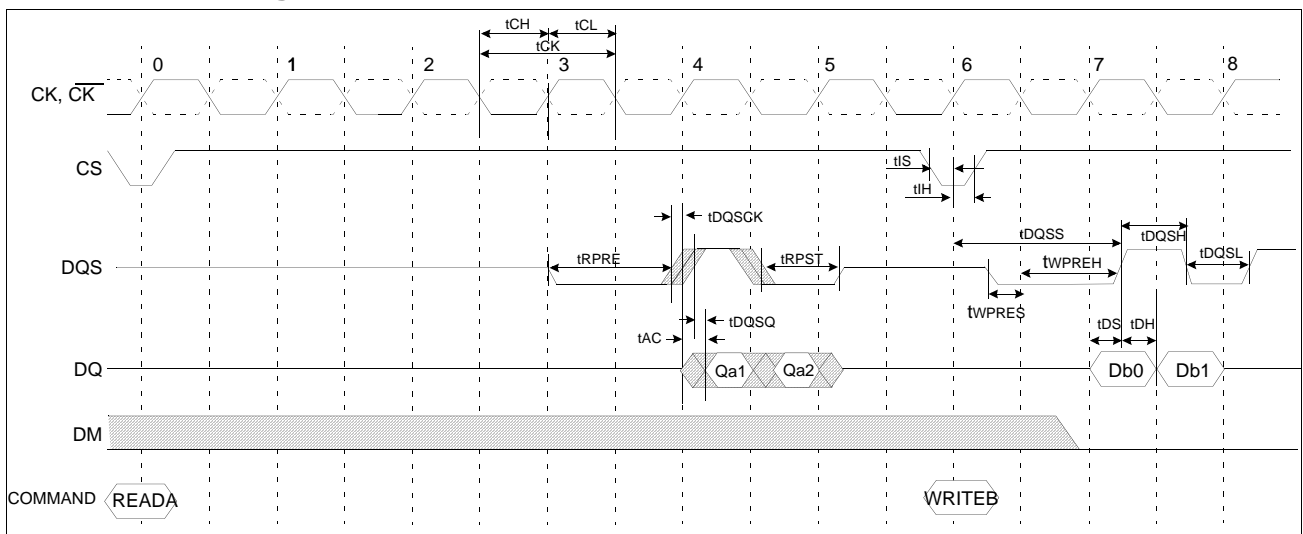 tCH tCL
tCK
0 1 2 3 4 5 6 7 8
CK, CK
CS
tIS
tIH
tDQSCK
tDQSS
tDQSH
DQS
tRPRE
tRPST
tWPREH
tDQSL
tWPRES
tDQSQ
tAC
tDS tDH
DQ
Qa1 Qa2 Db0 Db1
DM
COMMAND READA WRITEB